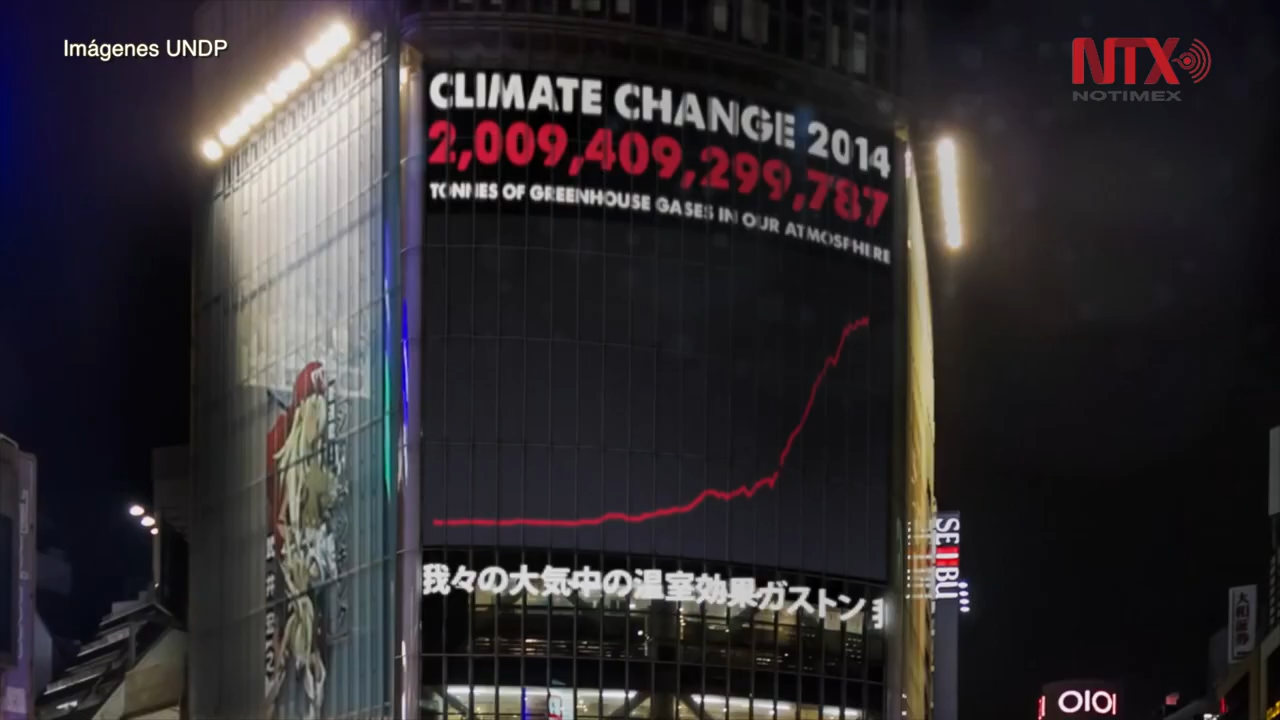 Imágenes UNDP
NTX
NOTIMEX
CLIMATE CHANGE 2014
2,009,409,299,787
TONNES OF GREENHOUSE GASES IN OUR ATMOSPHERE
我々の大気中の温室効果ガストン
SEIBU
OIOI